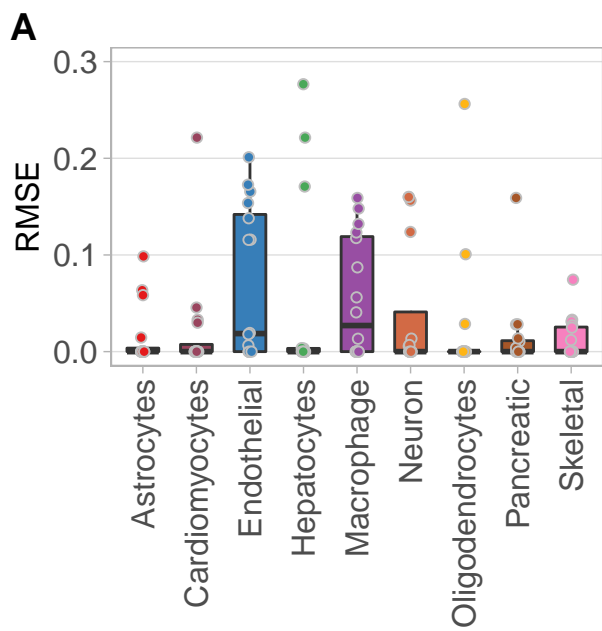 A
RMSE
0.3
0.2
0.1
0.0
Astrocytes
Cardiomyocytes
Endothelial
Hepatocytes
Macrophage
Neuron
Oligodendrocytes
Pancreatic
Skeletal